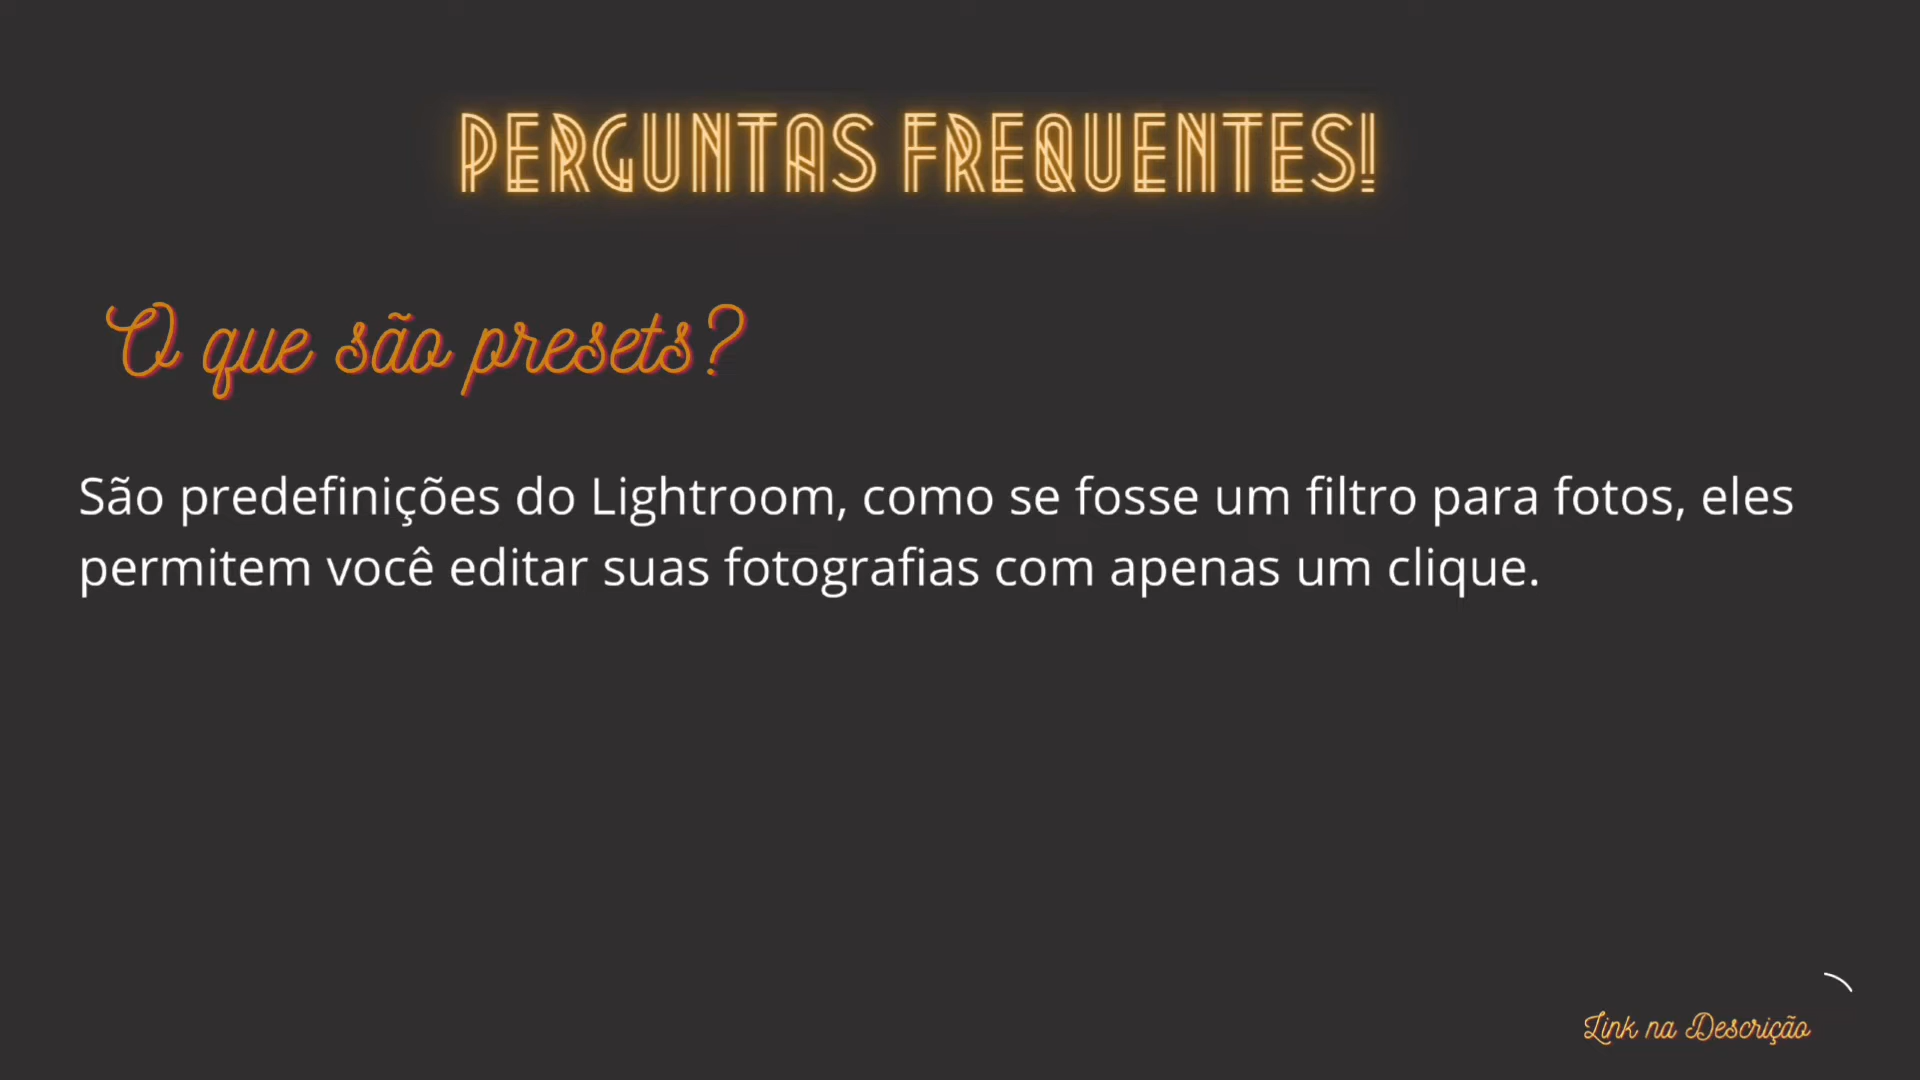 PERGUNTAS FREQUENTES!
O que são presets?
São predefinições do Lightroom, como se fosse um filtro para fotos, eles
permitem você editar suas fotografias com apenas um clique.
Link na Descrição